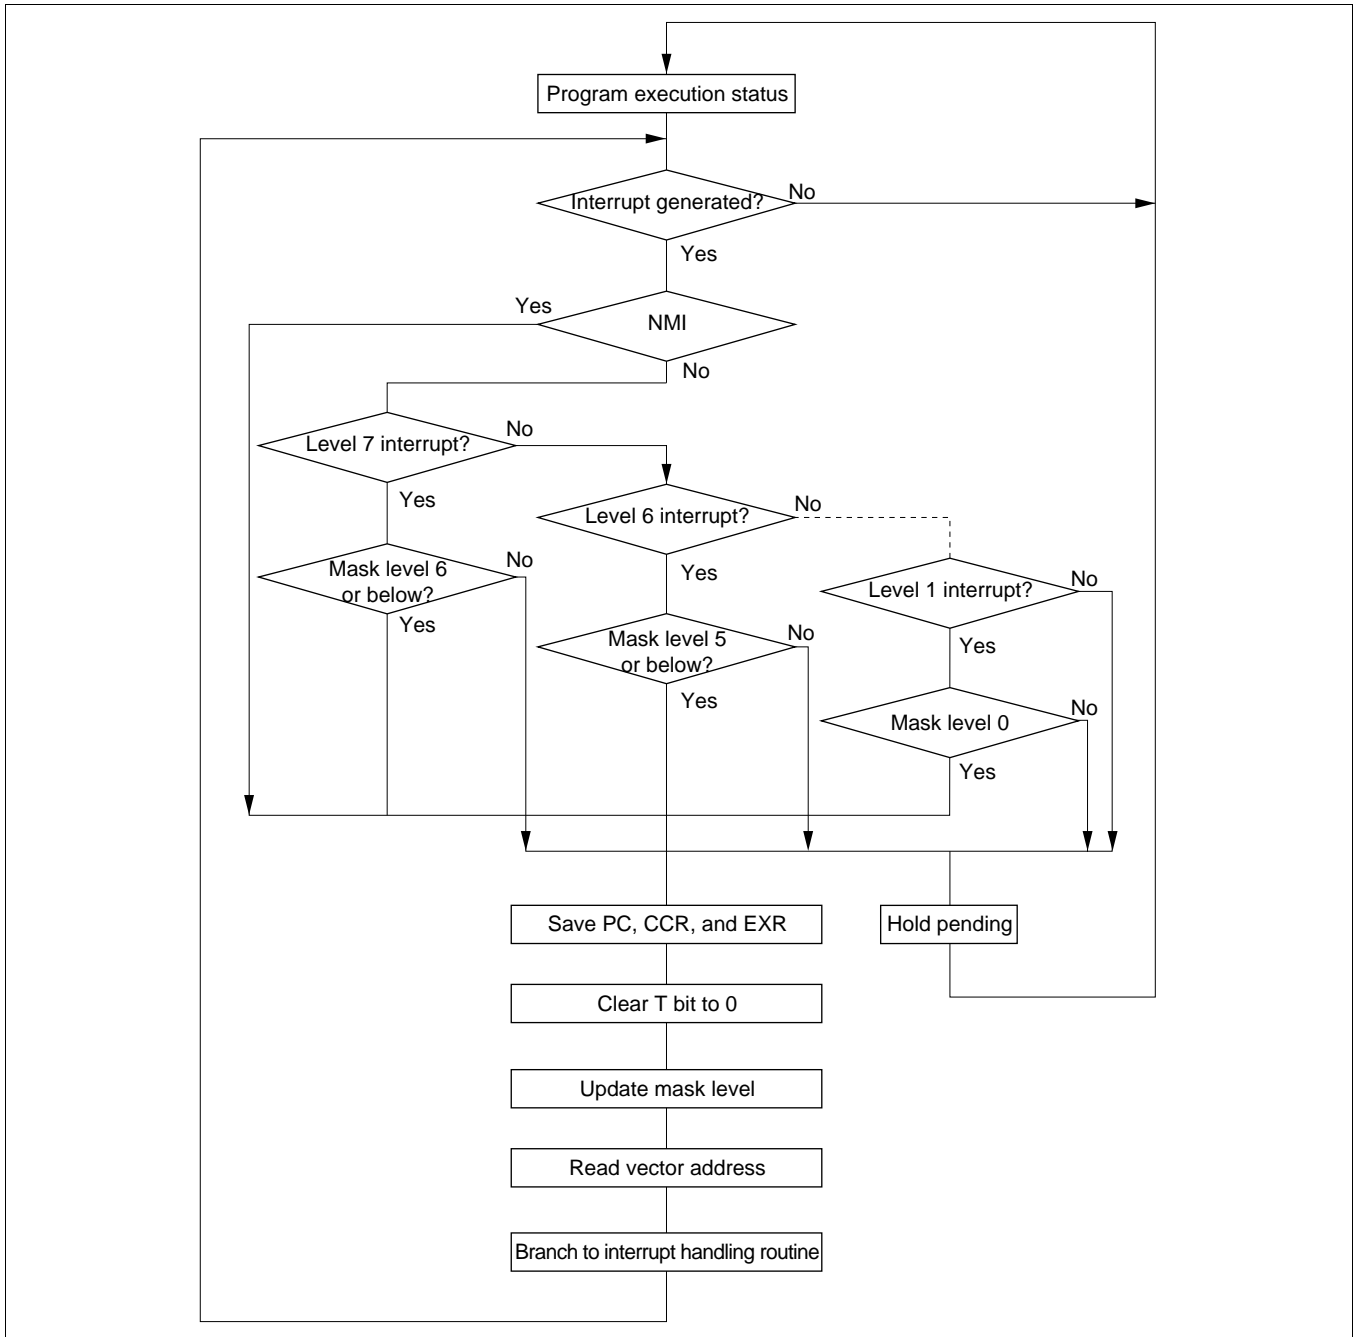 Program execution status
Interrupt generated?
No
Yes
Yes
NMI
No
Level 7 interrupt?
No
Yes
Level 6 interrupt?
No
Mask level 6
or below?
No
Yes
Yes
Level 1 interrupt?
No
Mask level 5
or below?
No
Yes
Yes
Mask level 0
No
Yes
Save PC, CCR, and EXR
Hold pending
Clear T bit to 0
Update mask level
Read vector address
Branch to interrupt handling routine